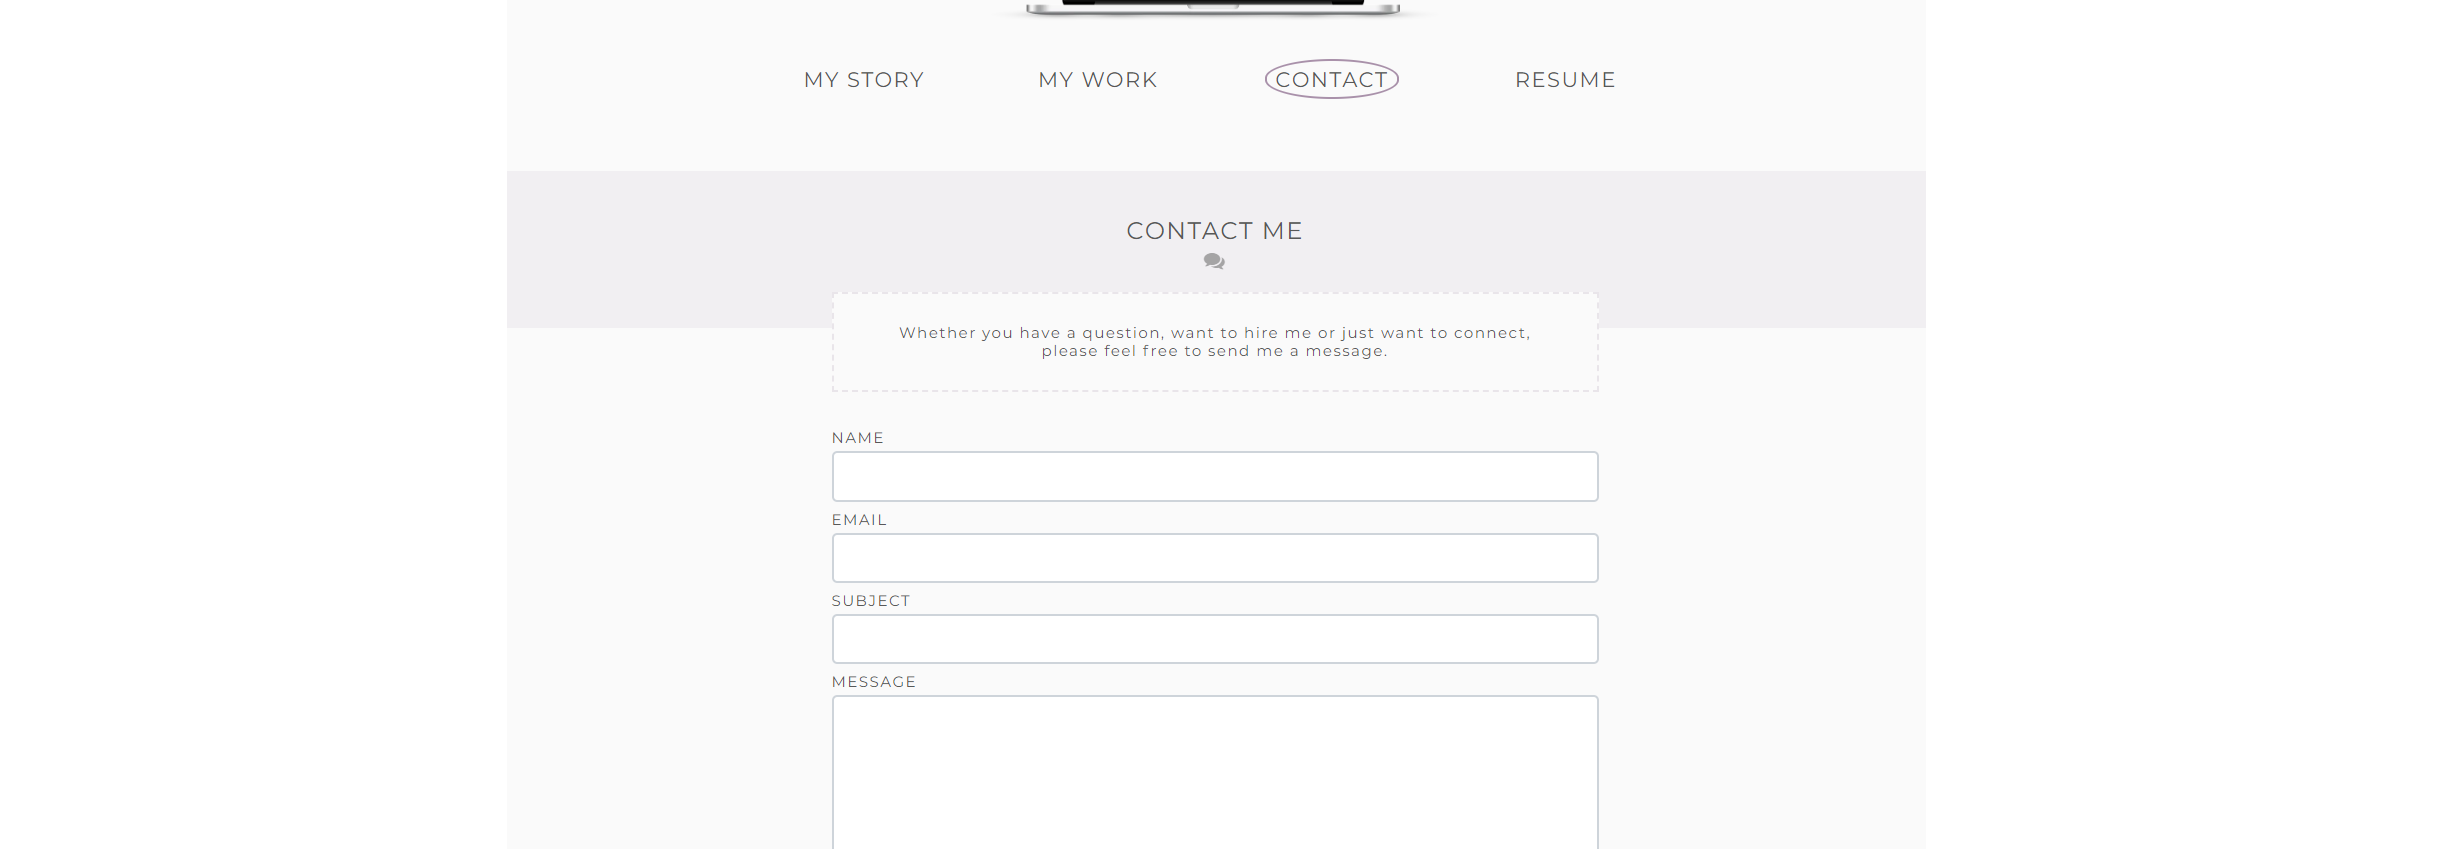 MY STORY MY WORK CONTACT RESUME
CONTACT ME
Whether you have a question, want to hire me or just want to connect,
please feel free to send me a message.
NAME
EMAIL
SUBJECT
MESSAGE